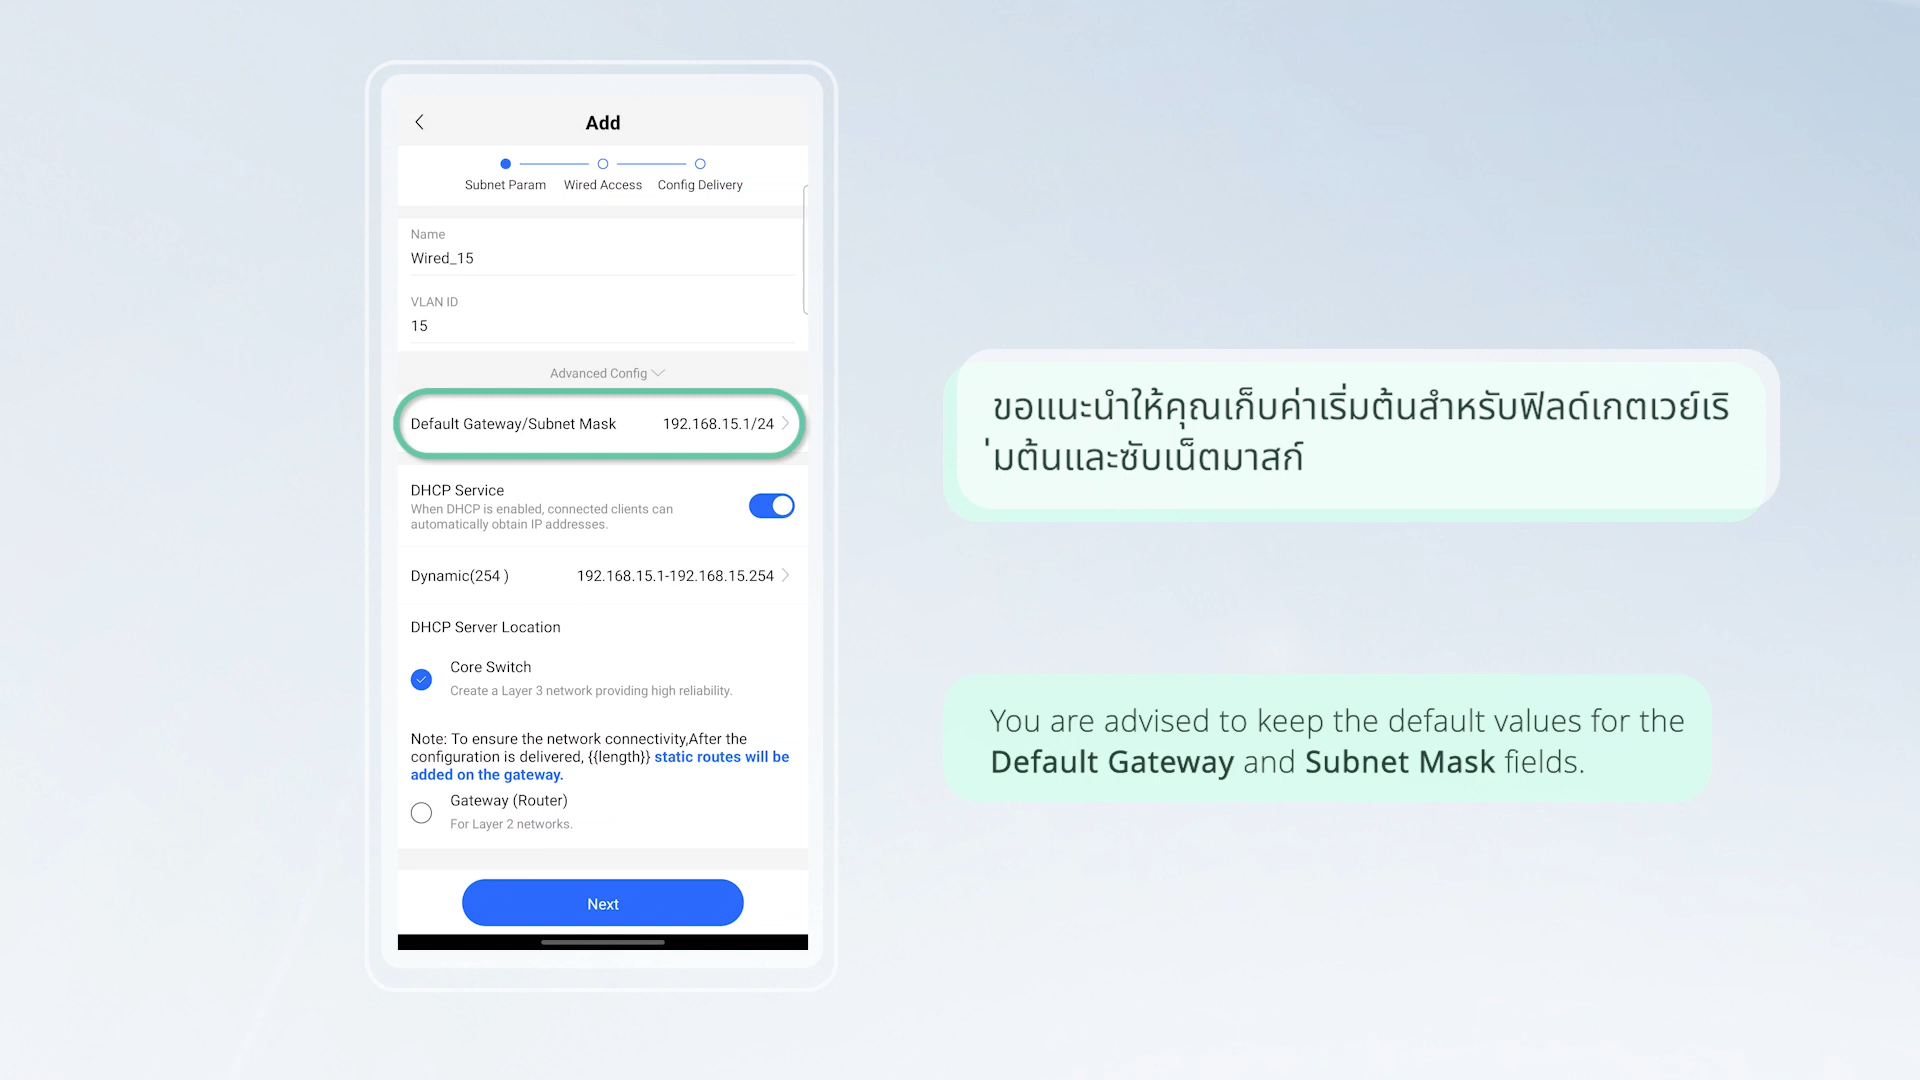 Add
Subnet Param Wired Access Config Delivery
Name
Wired_15
VLAN ID
15
Advanced Config
Default Gateway/Subnet Mask 192.168.15.1/24
DHCP Service
When DHCP is enabled, connected clients can
automatically obtain IP addresses.
Dynamic(254 ) 192.168.15.1-192.168.15.254
DHCP Server Location
Core Switch
Create a Layer 3 network providing high reliability.
Note: To ensure the network connectivity,After the
configuration is delivered, {{length}} static routes will be
added on the gateway.
Gateway (Router)
For Layer 2 networks.
Next
ขอแนะนำให้คุณเก็บค่าเริ่มต้นสำหรับฟิลด์เกตเวย์เริ
่มต้นและซับเน็ตมาสก์
You are advised to keep the default values for the
Default Gateway and Subnet Mask fields.